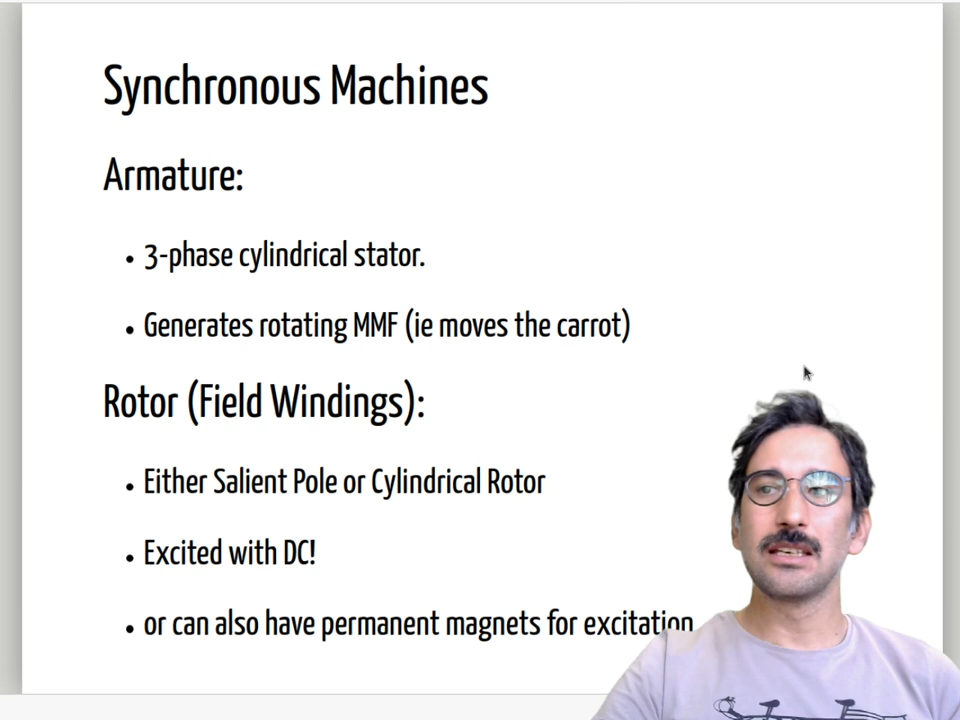 Synchronous Machines
Armature:
• 3-phase cylindrical stator.
• Generates rotating MMF (ie moves the carrot)
Rotor (Field Windings):
• Either Salient Pole or Cylindrical Rotor
• Excited with DC!
• or can also have permanent magnets for excitation